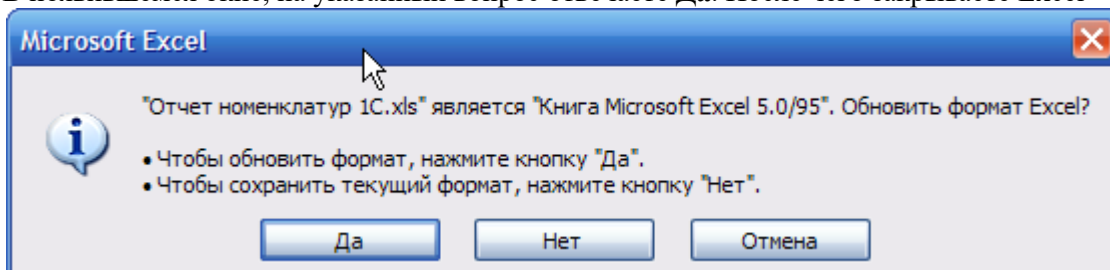 Microsoft Excel
"Отчет номенклатур 1С.xls" является "Книга Microsoft Excel 5.0/95". Обновить формат Excel?
• Чтобы обновить формат, нажмите кнопку "Да".
• Чтобы сохранить текущий формат, нажмите кнопку "Нет".
Да Нет Отмена